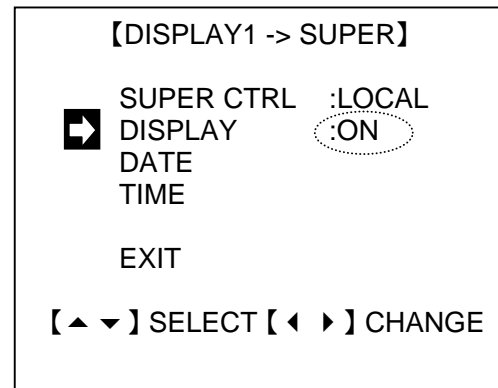 【DISPLAY1 -> SUPER】
SUPER CTRL :LOCAL
DISPLAY :ON
DATE
TIME
EXIT
【▲ ▼】SELECT【◀ ▶】CHANGE